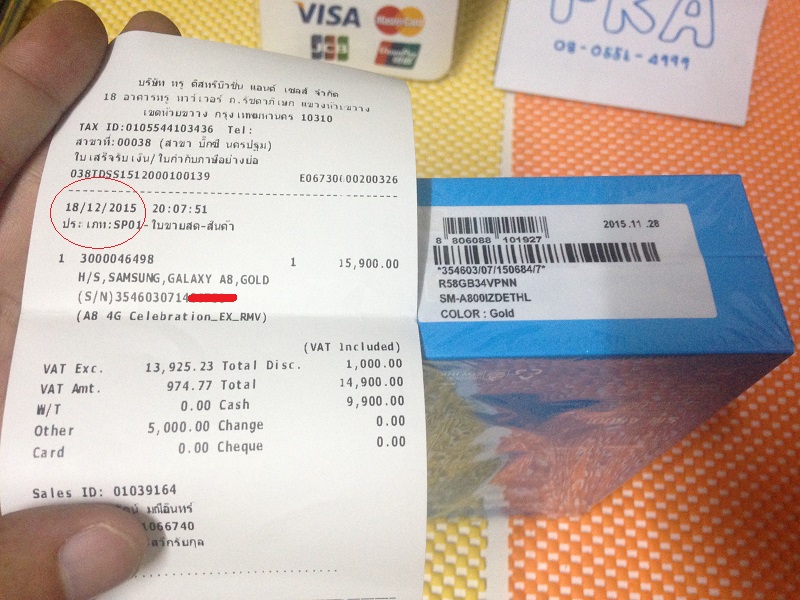 VISA
MasterCard
JCB
PRA
08-0551-4999
บริษัท ทรู ดิสทริบิวชั่น แอนด์ เซลส์ จำกัด
18 อาคารทรู ทาวเวอร์ ถ.รัชดาภิเษก แขวงห้วยขวาง
เขตห้วยขวาง กรุงเทพมหานคร 10310
TAX ID:0105544103436 Tel:
สาขาที่:00038 (สาขา บิ๊กซี นครปฐม)
ใบเสร็จรับเงิน/ใบกำกับภาษีอย่างย่อ
038TDSS1512000100139 E06730600200326
18/12/2015 20:07:51
ประเภท:SP01-ใบขายสด-สินค้า
1 3000046498 1 15,900.00
H/S,SAMSUNG,GALAXY A8,GOLD
(S/N)354603071
(A8 4G Celebration_EX_RMV)
(VAT Included)
VAT Exc. 13,925.23 Total Disc. 1,000.00
VAT Amt. 974.77 Total 14,900.00
W/T 0.00 Cash 9,900.00
Other 5,000.00 Change 0.00
Card 0.00 Cheque 0.00
Sales ID: 01039164
มณีอินทร์
1066740
2015.11.28
8 806088 101927
*354603/07/150684/7*
R58GB34VPNN
SM-A800IZDETHL
COLOR : Gold